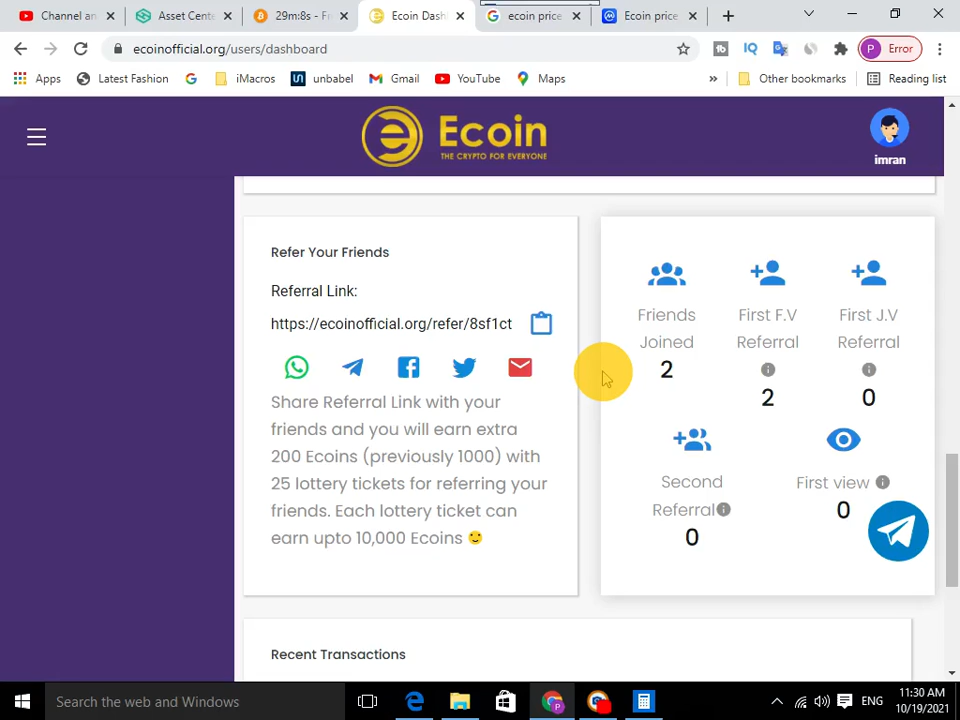 Channel an
Asset Cent
29m:8s - Fr
Ecoin Dash
ecoin price
Ecoin price
ecoinofficial.org/users/dashboard
IQ
P Error
Apps
Latest Fashion
iMacros
unbabel
Gmail
YouTube
Maps
»
Other bookmarks
Reading list
Ecoin
THE CRYPTO FOR EVERYONE
imran
Refer Your Friends
Referral Link:
https://ecoinofficial.org/refer/8sf1ct
Share Referral Link with your
friends and you will earn extra
200 Ecoins (previously 1000) with
25 lottery tickets for referring your
friends. Each lottery ticket can
earn upto 10,000 Ecoins
Friends
Joined
2
First F.V
Referral
2
First J.V
Referral
0
Second
Referral
0
First view
0
Recent Transactions
Search the web and Windows
ENG
11:30 AM
10/19/2021